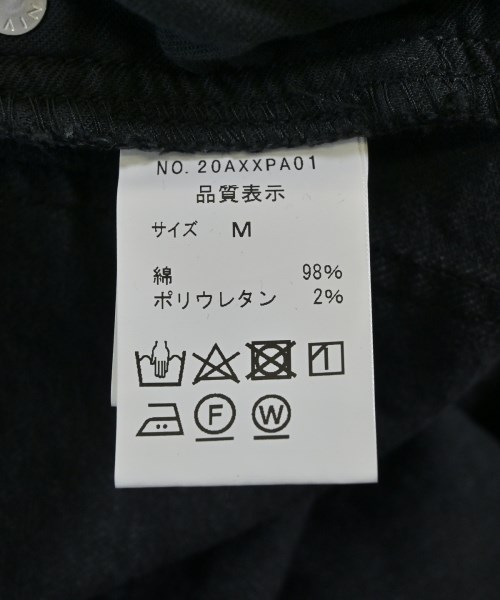 NO. 20AXXPA01
品質表示
サイズ M
綿 98%
ポリウレタン 2%
F W